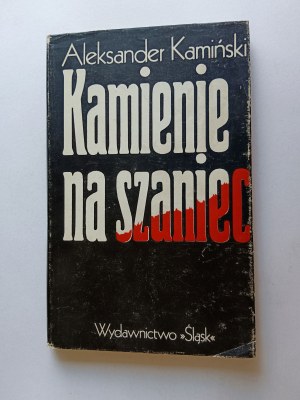 Aleksander Kamiński
Kamienie
na szaniec
Wydawnictwo »Śląsk«